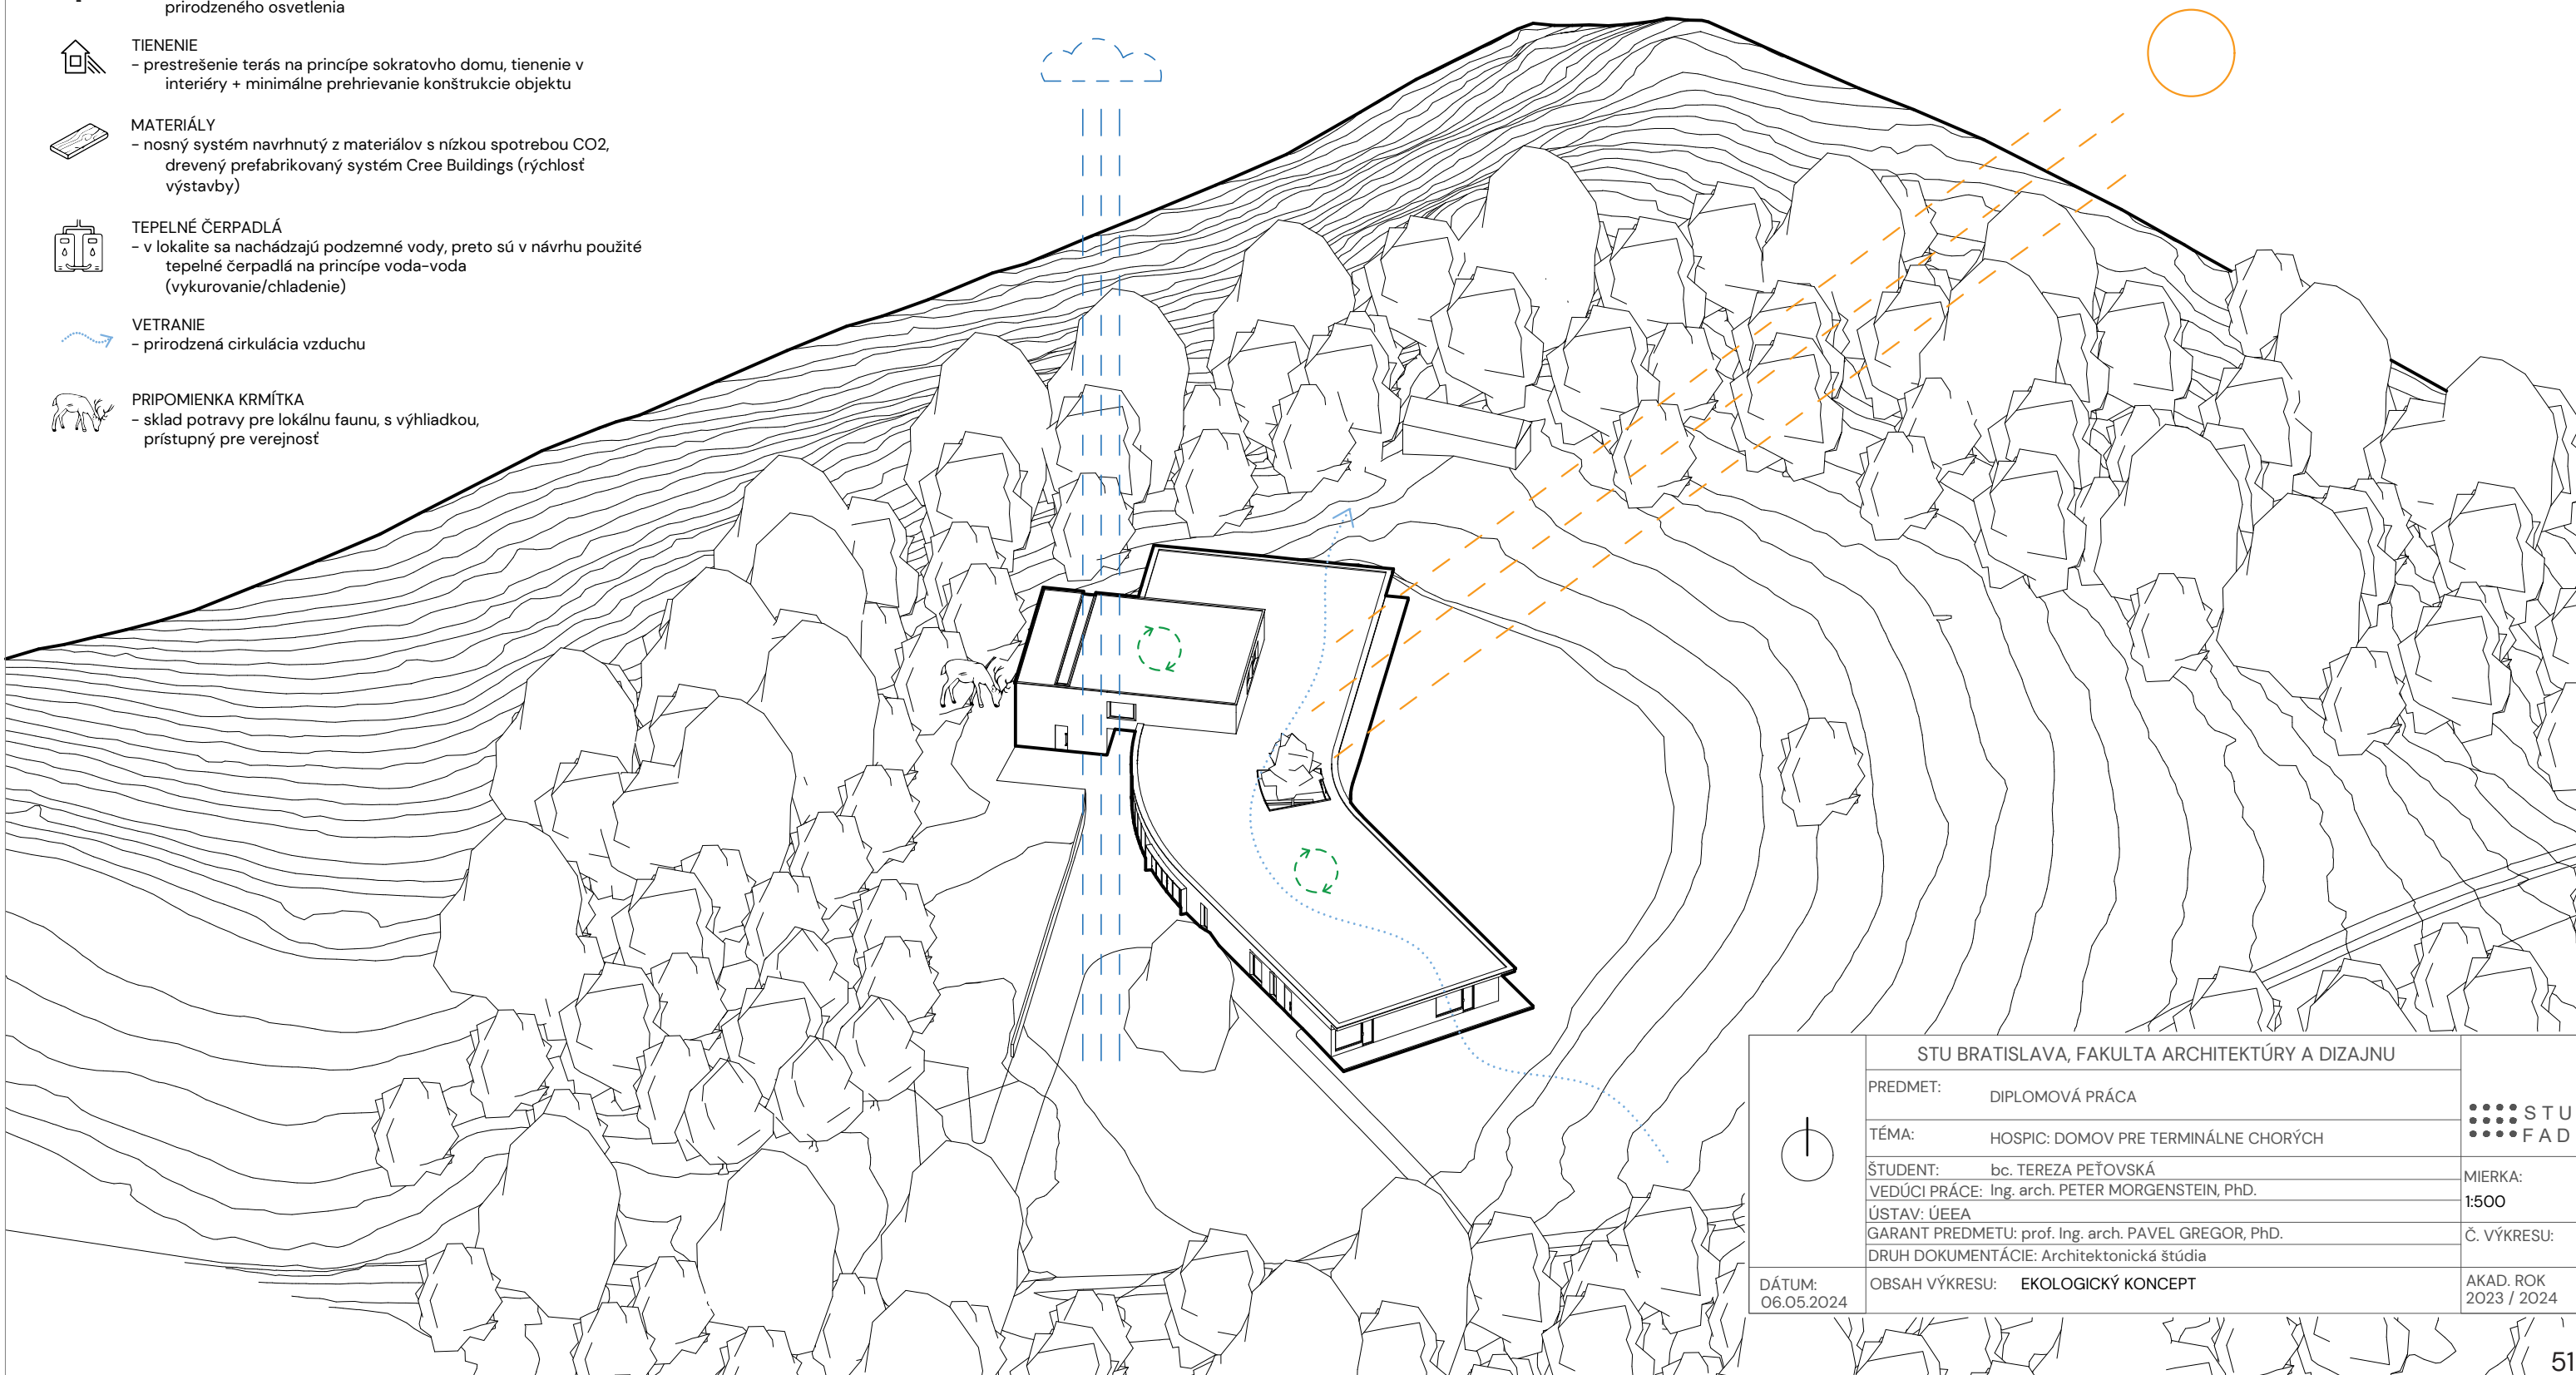 prirodzeného osvetlenia
TIENENIE
- prestrešenie terás na princípe sokratovho domu, tienenie v
interiéry + minimálne prehrievanie konštrukcie objektu
MATERIÁLY
- nosný systém navrhnutý z materiálov s nízkou spotrebou CO2,
drevený prefabrikovaný systém Cree Buildings (rýchlosť
výstavby)
TEPELNÉ ČERPADLÁ
- v lokalite sa nachádzajú podzemné vody, preto sú v návrhu použité
tepelné čerpadlá na princípe voda-voda
(vykurovanie/chladenie)
VETRANIE
- prirodzená cirkulácia vzduchu
PRIPOMIENKA KRMÍTKA
- sklad potravy pre lokálnu faunu, s výhliadkou,
prístupný pre verejnosť
STU BRATISLAVA, FAKULTA ARCHITEKTÚRY A DIZAJNU
PREDMET: DIPLOMOVÁ PRÁCA
TÉMA: HOSPIC: DOMOV PRE TERMINÁLNE CHORÝCH
ŠTUDENT: bc. TEREZA PEŤOVSKÁ
VEDÚCI PRÁCE: Ing. arch. PETER MORGENSTEIN, PhD.
ÚSTAV: ÚEEA
GARANT PREDMETU: prof. Ing. arch. PAVEL GREGOR, PhD.
DRUH DOKUMENTÁCIE: Architektonická štúdia
DÁTUM:
06.05.2024
OBSAH VÝKRESU: EKOLOGICKÝ KONCEPT
STU
FAD
MIERKA:
1:500
Č. VÝKRESU:
AKAD. ROK
2023 / 2024
51